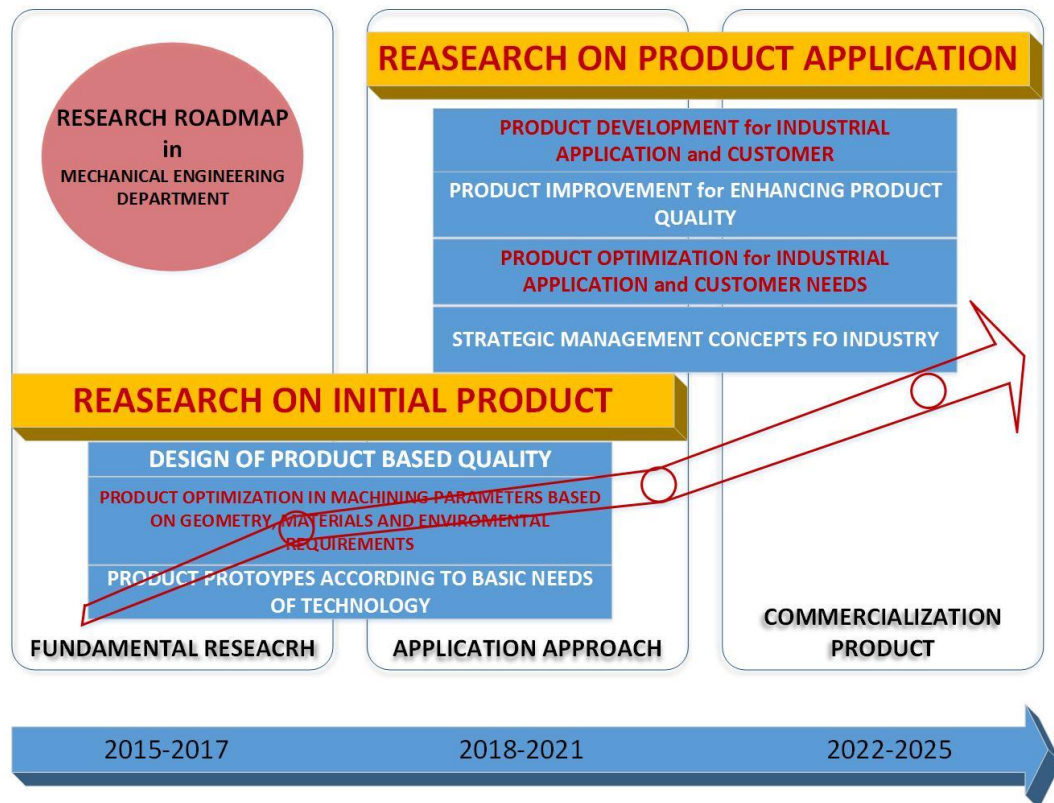 RESEARCH ROADMAP
in
MECHANICAL ENGINEERING
DEPARTMENT
REASEARCH ON PRODUCT APPLICATION
PRODUCT DEVELOPMENT for INDUSTRIAL
APPLICATION and CUSTOMER
PRODUCT IMPROVEMENT for ENHANCING PRODUCT
QUALITY
PRODUCT OPTIMIZATION for INDUSTRIAL
APPLICATION and CUSTOMER NEEDS
STRATEGIC MANAGEMENT CONCEPTS FO INDUSTRY
REASEARCH ON INITIAL PRODUCT
DESIGN OF PRODUCT BASED QUALITY
PRODUCT OPTIMIZATION IN MACHINING PARAMETERS BASED
ON GEOMETRY, MATERIALS AND ENVIROMENTAL
REQUIREMENTS
PRODUCT PROTOYPES ACCORDING TO BASIC NEEDS
OF TECHNOLOGY
FUNDAMENTAL RESEACRH
APPLICATION APPROACH
COMMERCIALIZATION
PRODUCT
2015-2017
2018-2021
2022-2025